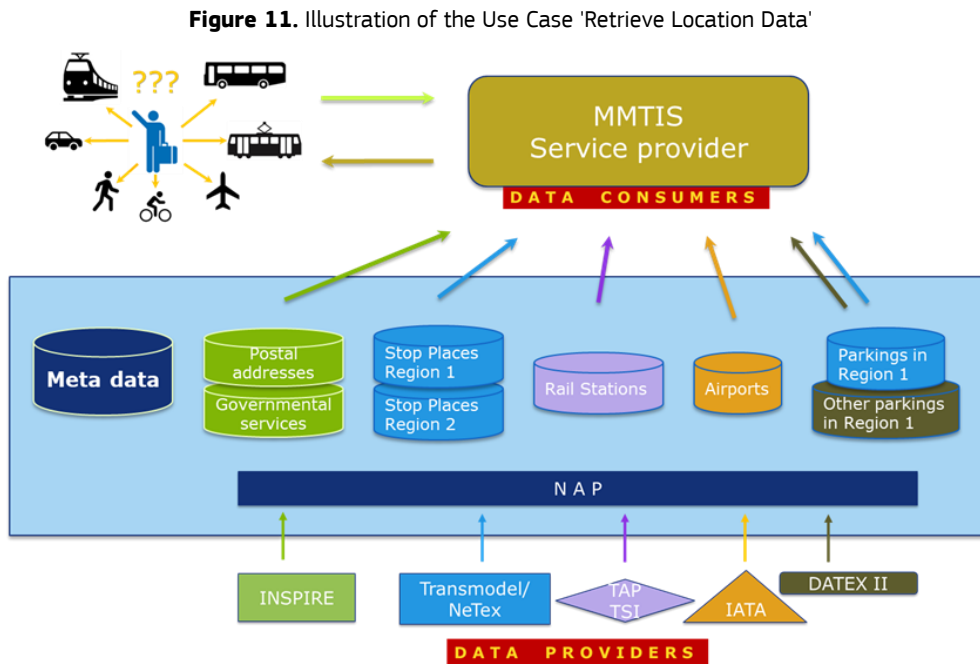 Figure 11. Illustration of the Use Case 'Retrieve Location Data'
???
MMTIS
Service provider
DATA CONSUMERS
Meta data
Postal
addresses
Governmental
services
Stop Places
Region 1
Stop Places
Region 2
Rail Stations
Airports
Parkings in
Region 1
Other parkings
in Region 1
NAP
INSPIRE
Transmodel/
NeTex
TAP
TSI
IATA
DATEX II
DATA PROVIDERS